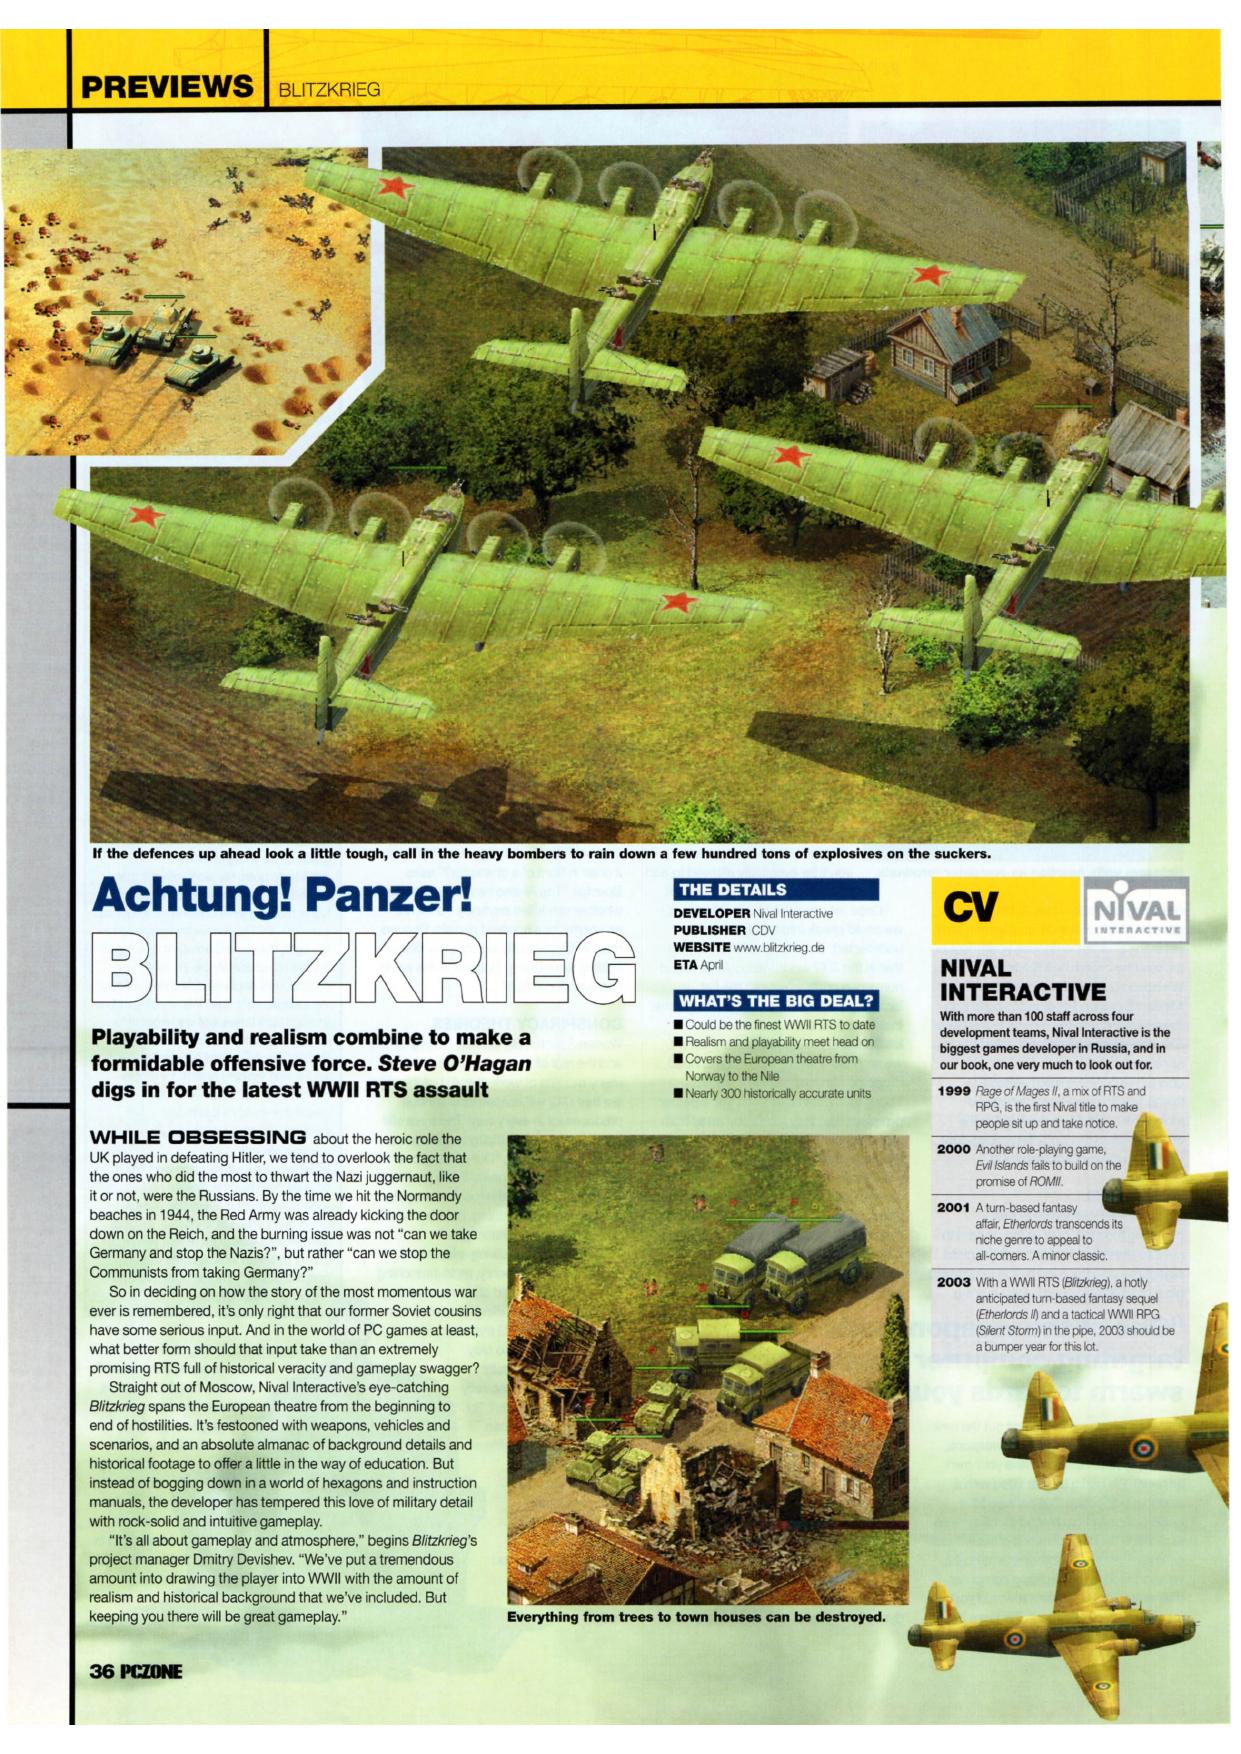 PREVIEWS BLITZKRIEG
If the defences up ahead look a little tough, call in the heavy bombers to rain down a few hundred tons of explosives on the suckers.
Achtung! Panzer!
BLITZKRIEG
Playability and realism combine to make a
formidable offensive force. Steve O'Hagan
digs in for the latest WWII RTS assault
WHILE OBSESSING about the heroic role the
UK played in defeating Hitler, we tend to overlook the fact that
the ones who did the most to thwart the Nazi juggernaut, like
it or not, were the Russians. By the time we hit the Normandy
beaches in 1944, the Red Army was already kicking the door
down on the Reich, and the burning issue was not "can we take
Germany and stop the Nazis?", but rather "can we stop the
Communists from taking Germany?"
So in deciding on how the story of the most momentous war
ever is remembered, it's only right that our former Soviet cousins
have some serious input. And in the world of PC games at least,
what better form should that input take than an extremely
promising RTS full of historical veracity and gameplay swagger?
Straight out of Moscow, Nival Interactive's eye-catching
Blitzkrieg spans the European theatre from the beginning to
end of hostilities. It's festooned with weapons, vehicles and
scenarios, and an absolute almanac of background details and
historical footage to offer a little in the way of education. But
instead of bogging down in a world of hexagons and instruction
manuals, the developer has tempered this love of military detail
with rock-solid and intuitive gameplay.
"It's all about gameplay and atmosphere," begins Blitzkrieg's
project manager Dmitry Devishev. "We've put a tremendous
amount into drawing the player into WWII with the amount of
realism and historical background that we've included. But
keeping you there will be great gameplay."
THE DETAILS
DEVELOPER Nival Interactive
PUBLISHER CDV
WEBSITE www.blitzkrieg.de
ETA April
WHAT'S THE BIG DEAL?
■ Could be the finest WWII RTS to date
■ Realism and playability meet head on
■ Covers the European theatre from
Norway to the Nile
■ Nearly 300 historically accurate units
Everything from trees to town houses can be destroyed.
CV
NIVAL
INTERACTIVE
NIVAL
INTERACTIVE
With more than 100 staff across four
development teams, Nival Interactive is the
biggest games developer in Russia, and in
our book, one very much to look out for.
1999 Rage of Mages II, a mix of RTS and
RPG, is the first Nival title to make
people sit up and take notice.
2000 Another role-playing game,
Evil Islands fails to build on the
promise of ROMII.
2001 A turn-based fantasy
affair, Etherlords transcends its
niche genre to appeal to
all-comers. A minor classic.
2003 With a WWII RTS (Blitzkrieg), a hotly
anticipated turn-based fantasy sequel
(Etherlords II) and a tactical WWII RPG
(Silent Storm) in the pipe, 2003 should be
a bumper year for this lot.
36 PCZONE